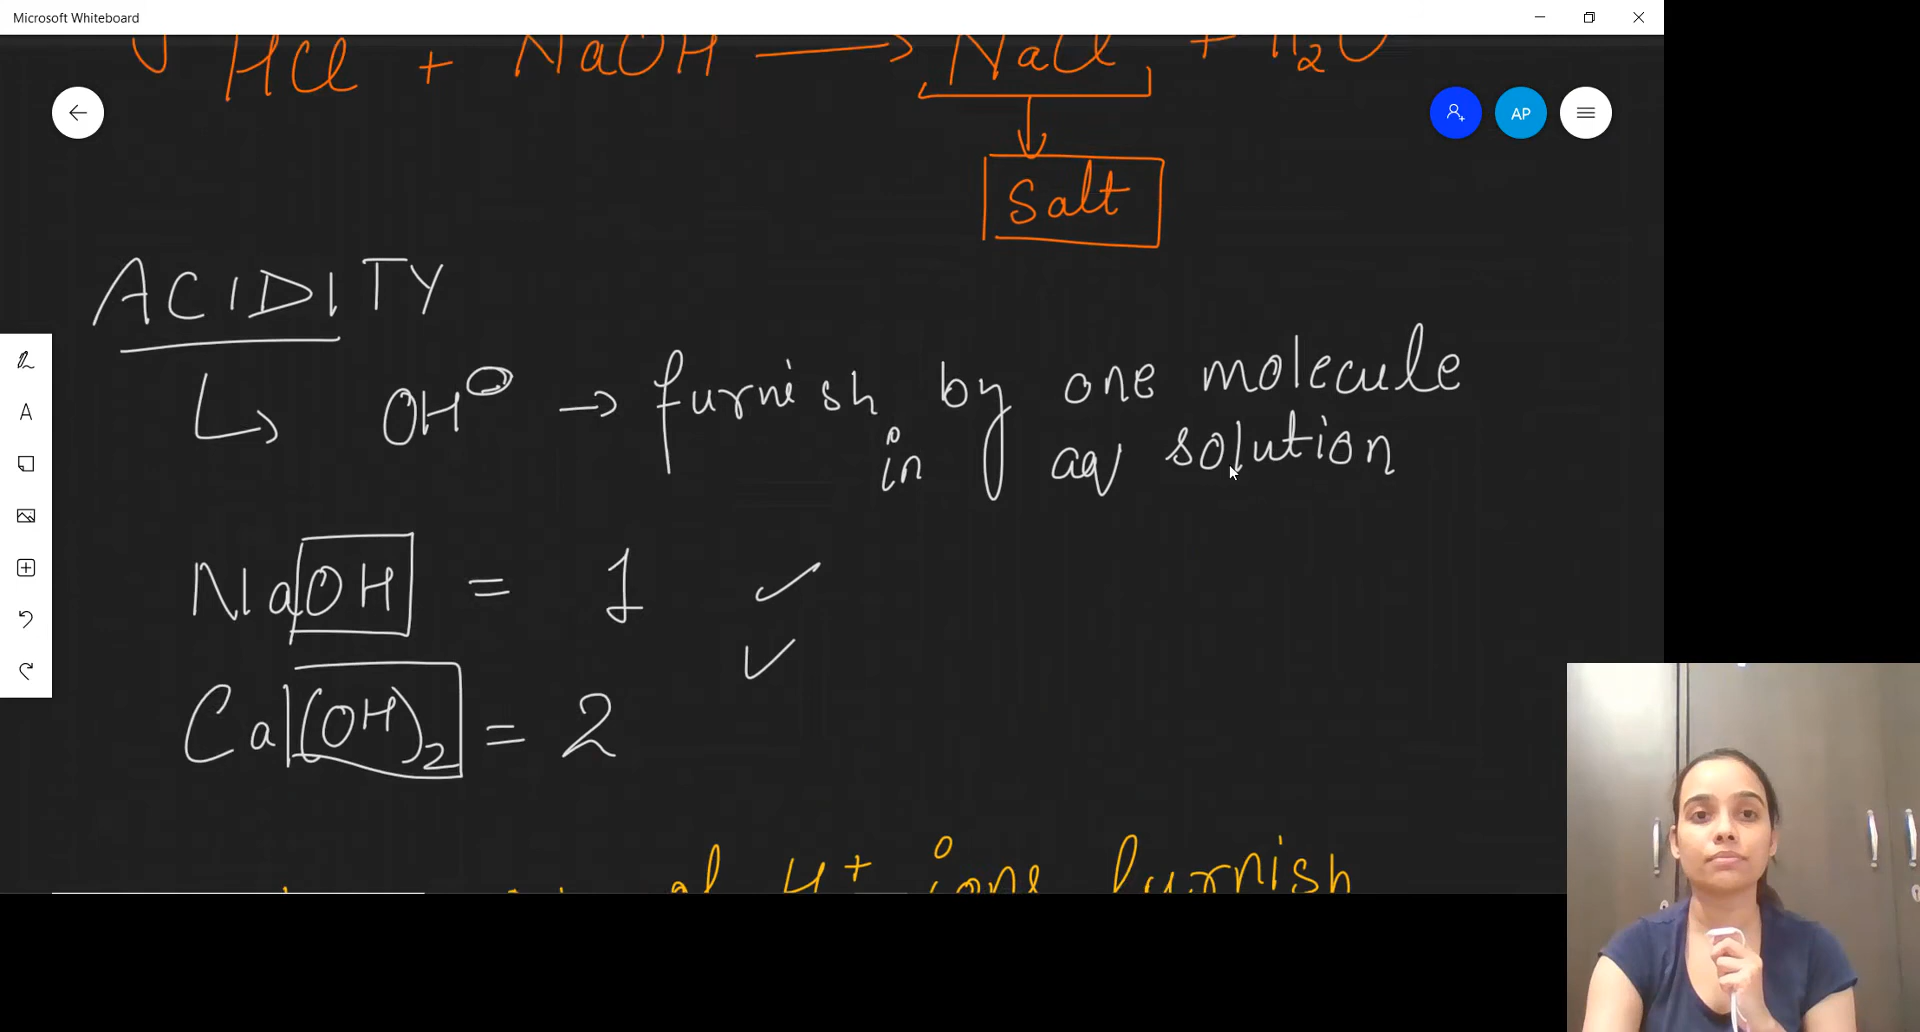 Microsoft Whiteboard
HCl + NaOH → NaCl + H₂O
AP
Salt
ACIDITY
↳ OH⊖ → furnish by one molecule
in aq solution
NaOH = 1 ✓
✓
Ca(OH)₂ = 2
of H+ ions furnish